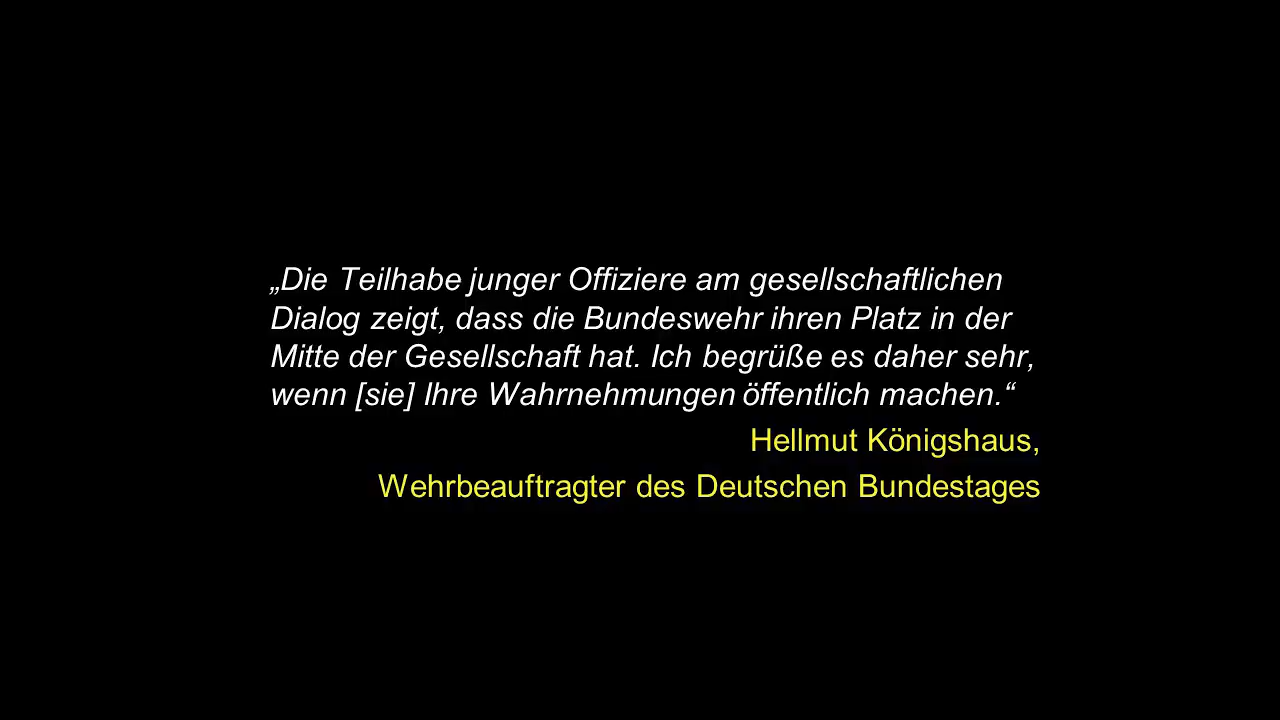 „Die Teilhabe junger Offiziere am gesellschaftlichen
Dialog zeigt, dass die Bundeswehr ihren Platz in der
Mitte der Gesellschaft hat. Ich begrüße es daher sehr,
wenn [sie] Ihre Wahrnehmungen öffentlich machen.“
Hellmut Königshaus,
Wehrbeauftragter des Deutschen Bundestages